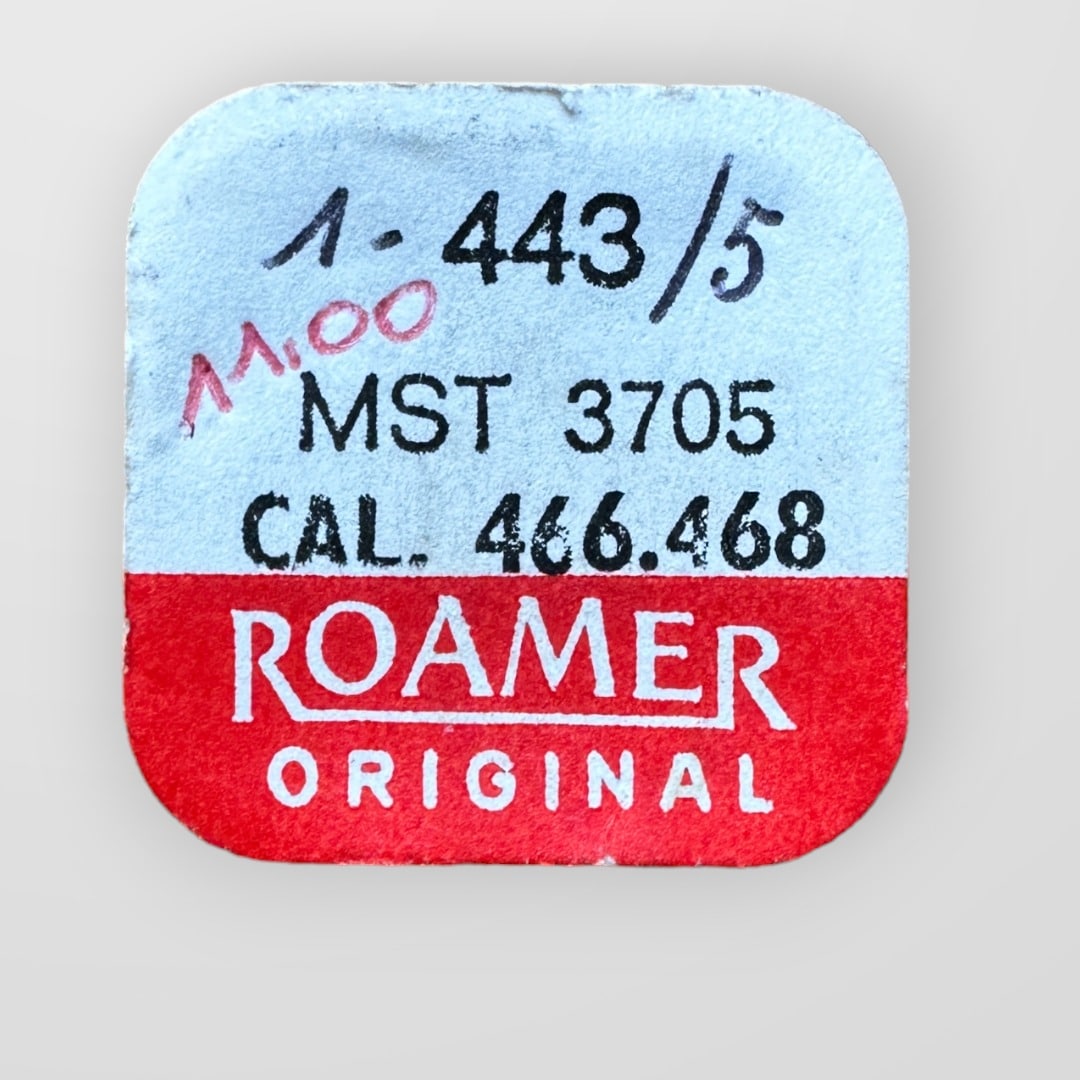 1-443/5
11.00
MST 3705
CAL. 466.468
ROAMER
ORIGINAL